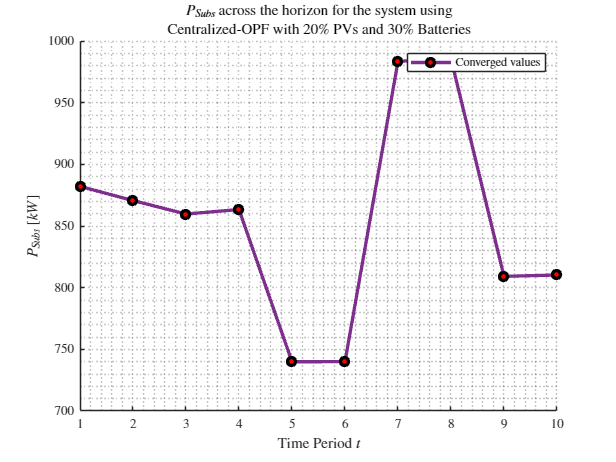 P_Subs across the horizon for the system using
Centralized-OPF with 20% PVs and 30% Batteries
Converged values
P_Subs [kW]
1000
950
900
850
800
750
700
1 2 3 4 5 6 7 8 9 10
Time Period t